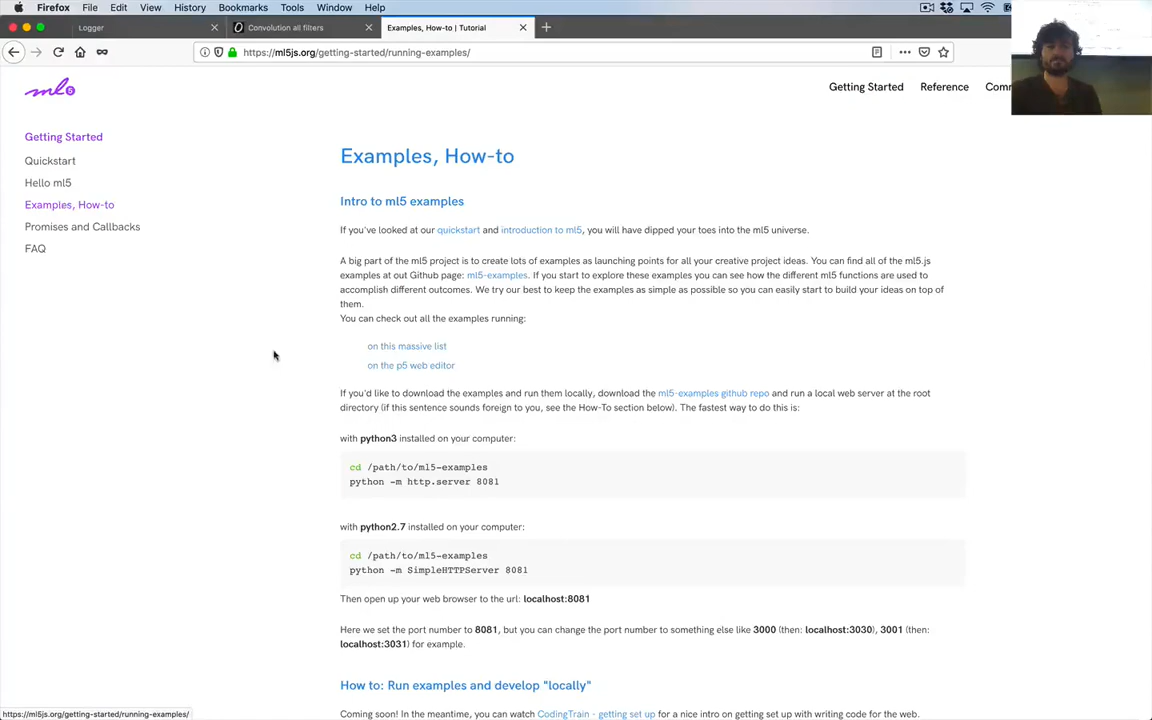 Firefox File Edit View History Bookmarks Tools Window Help
Logger
Convolution all filters
Examples, How-to | Tutorial
https://ml5js.org/getting-started/running-examples/
ml5
Getting Started Reference Comm
Getting Started
Quickstart
Hello ml5
Examples, How-to
Promises and Callbacks
FAQ
Examples, How-to
Intro to ml5 examples
If you've looked at our quickstart and introduction to ml5, you will have dipped your toes into the ml5 universe.
A big part of the ml5 project is to create lots of examples as launching points for all your creative project ideas. You can find all of the ml5.js
examples at out Github page: ml5-examples. If you start to explore these examples you can see how the different ml5 functions are used to
accomplish different outcomes. We try our best to keep the examples as simple as possible so you can easily start to build your ideas on top of
them.
You can check out all the examples running:
on this massive list
on the p5 web editor
If you'd like to download the examples and run them locally, download the ml5-examples github repo and run a local web server at the root
directory (if this sentence sounds foreign to you, see the How-To section below). The fastest way to do this is:
with python3 installed on your computer:
cd /path/to/ml5-examples
python -m http.server 8081
with python2.7 installed on your computer:
cd /path/to/ml5-examples
python -m SimpleHTTPServer 8081
Then open up your web browser to the url: localhost:8081
Here we set the port number to 8081, but you can change the port number to something else like 3000 (then: localhost:3030), 3001 (then:
localhost:3031) for example.
How to: Run examples and develop "locally"
Coming soon! In the meantime, you can watch CodingTrain - getting set up for a nice intro on getting set up with writing code for the web.
https://ml5js.org/getting-started/running-examples/